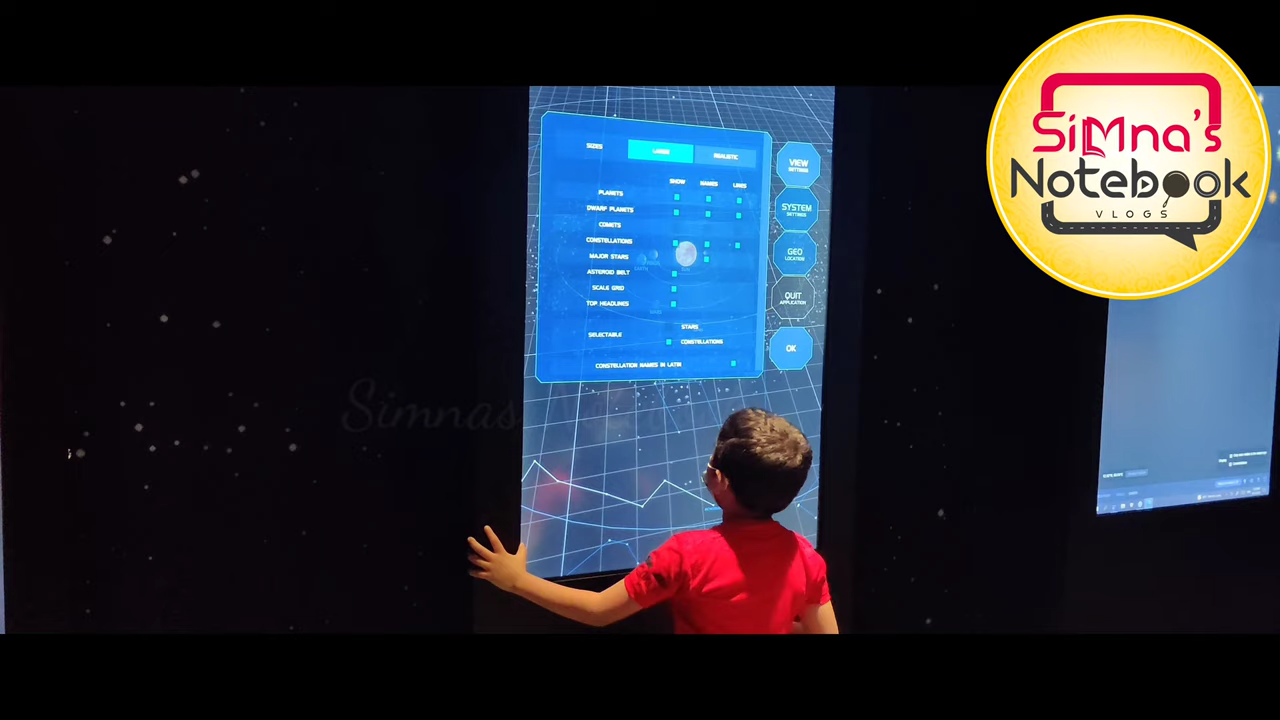 SiMna's
Notebook
VLOGS
SIZES LARGE REALISTIC
SHOW NAMES LINES
PLANETS
DWARF PLANETS
COMETS
CONSTELLATIONS
MAJOR STARS
ASTEROID BELT
SCALE GRID
TOP HEADLINES
SELECTABLE
STARS
CONSTELLATIONS
CONSTELLATION NAMES IN LATIN
VIEW
SETTINGS
SYSTEM
SETTINGS
GEO
LOCATION
QUIT
APPLICATION
OK
Simna's